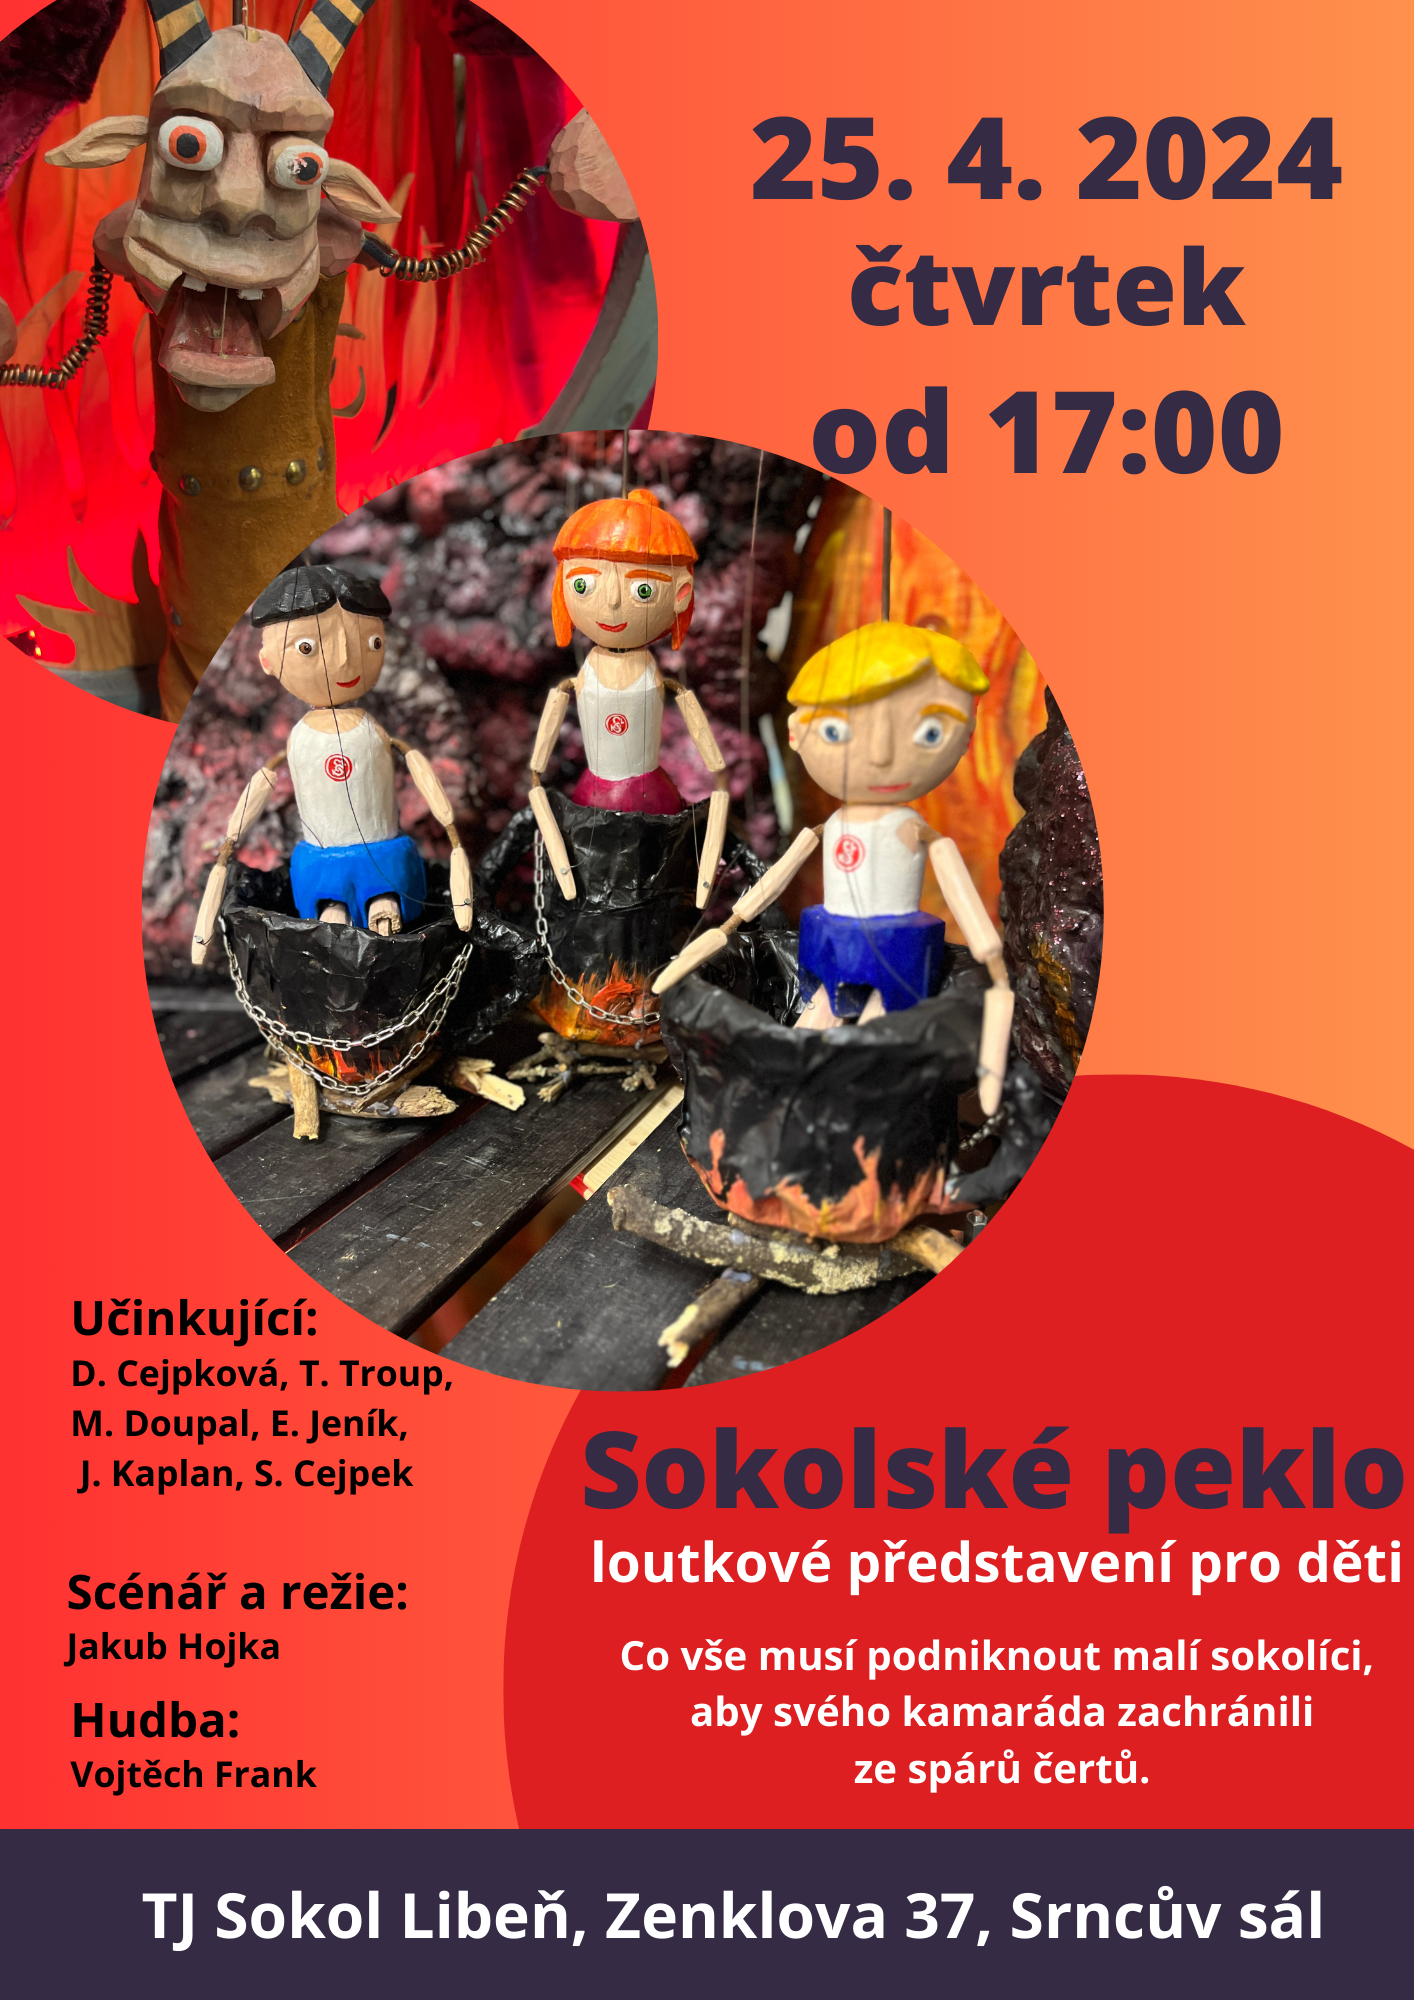 25. 4. 2024
čtvrtek
od 17:00
Učinkující:
D. Cejpková, T. Troup,
M. Doupal, E. Jeník,
J. Kaplan, S. Cejpek
Scénář a režie:
Jakub Hojka
Hudba:
Vojtěch Frank
Sokolské peklo
loutkové představení pro děti
Co vše musí podniknout malí sokolíci,
aby svého kamaráda zachránili
ze spárů čertů.
TJ Sokol Libeň, Zenklova 37, Srncův sál